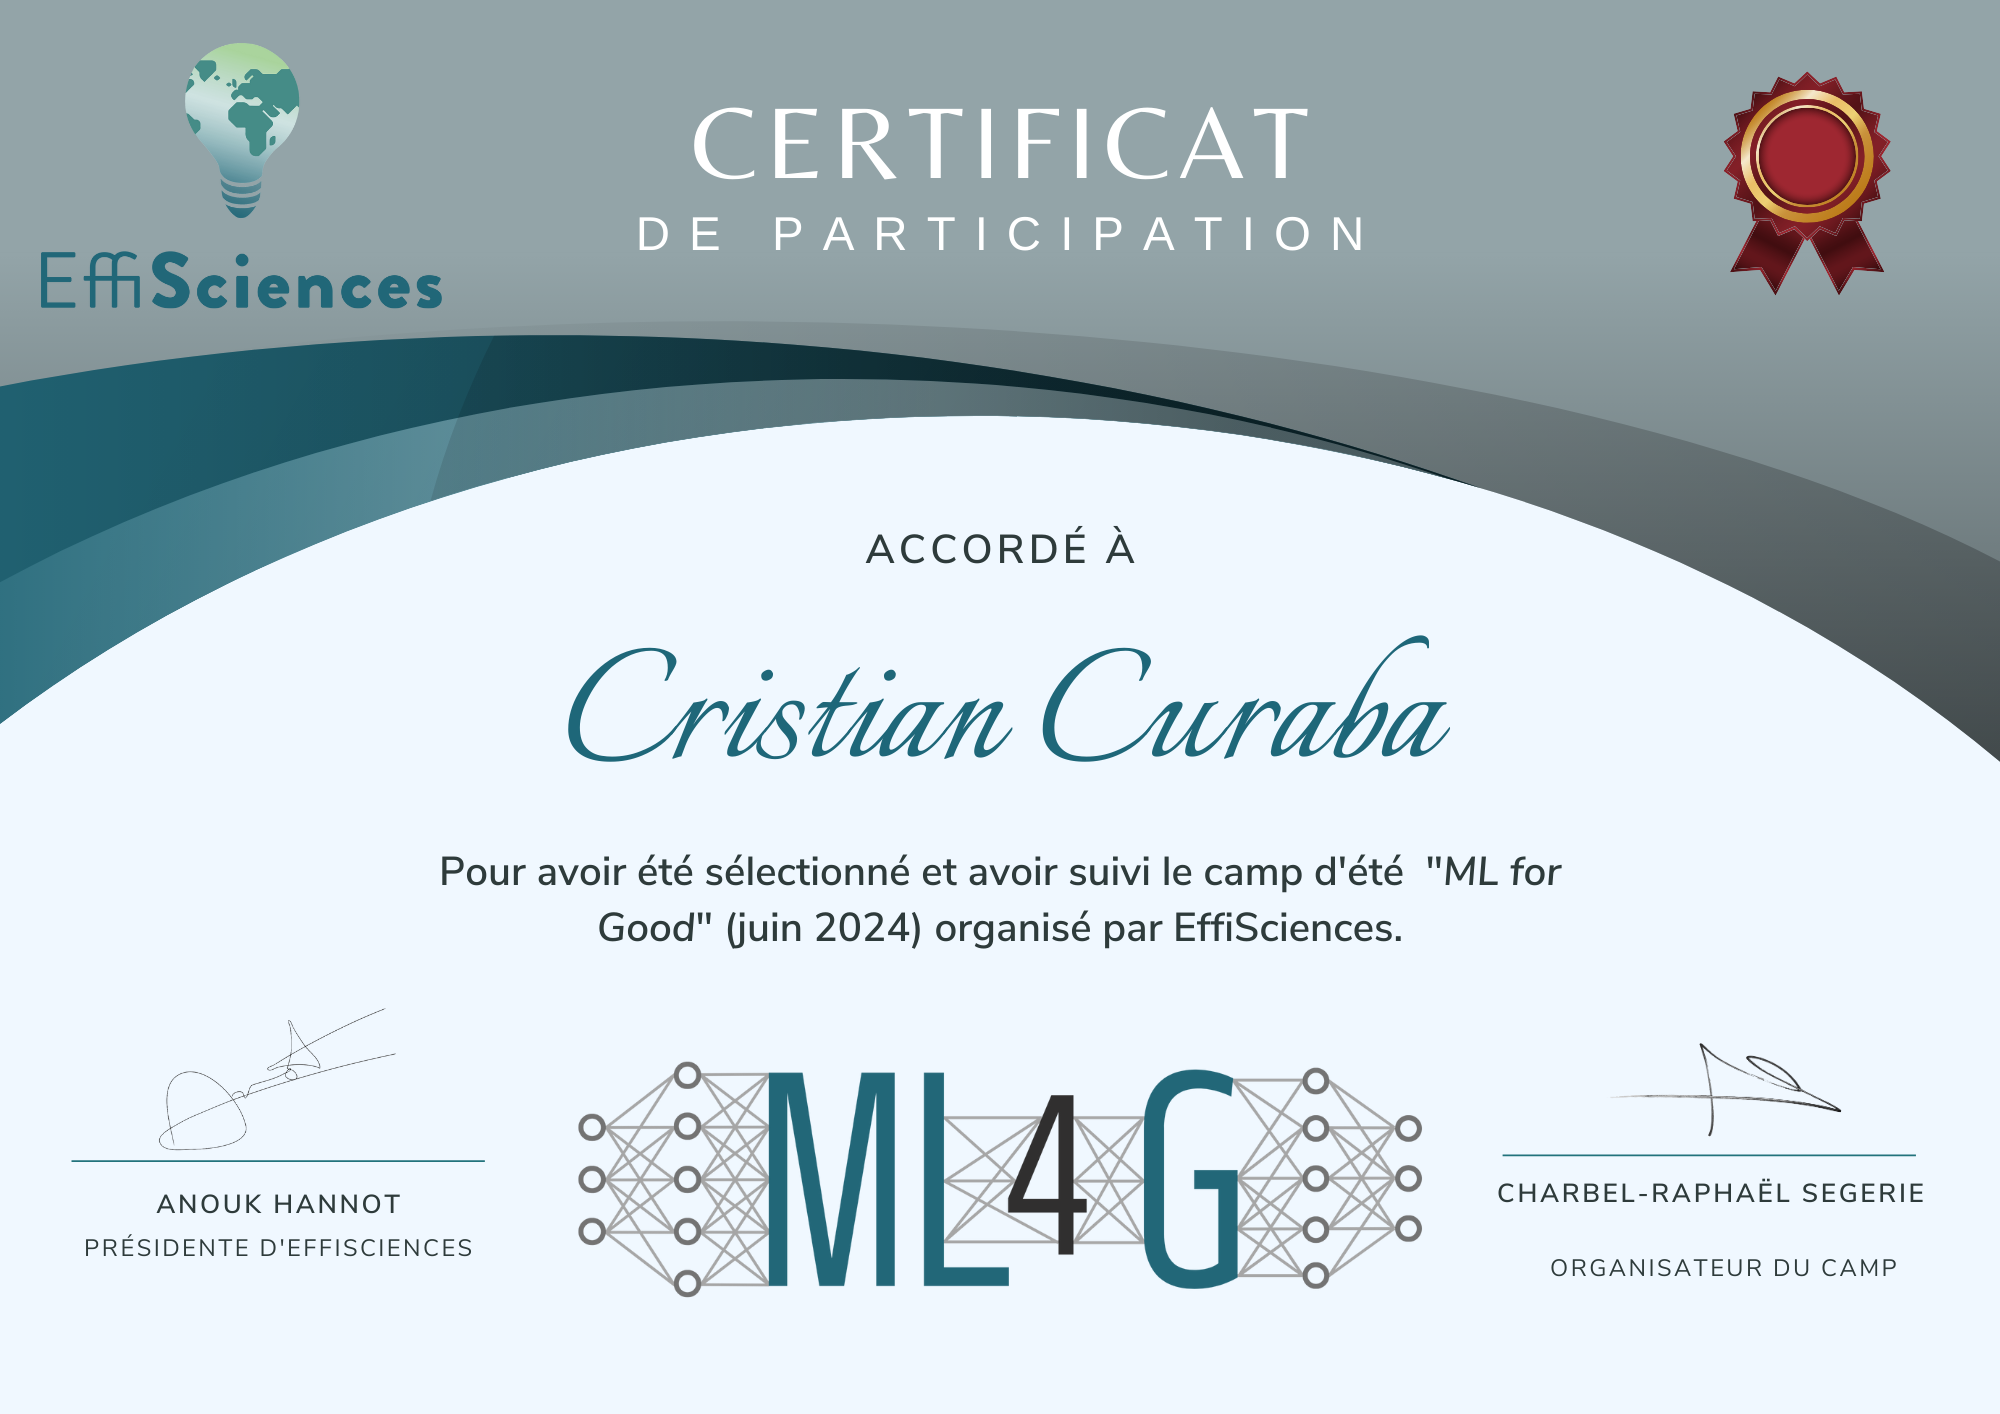 EffiSciences
CERTIFICAT
DE PARTICIPATION
ACCORDÉ À
Cristian Curaba
Pour avoir été sélectionné et avoir suivi le camp d'été  "ML for
Good" (juin 2024) organisé par EffiSciences.
ANOUK HANNOT
PRÉSIDENTE D'EFFISCIENCES
ML4G
CHARBEL-RAPHAËL SEGERIE
ORGANISATEUR DU CAMP